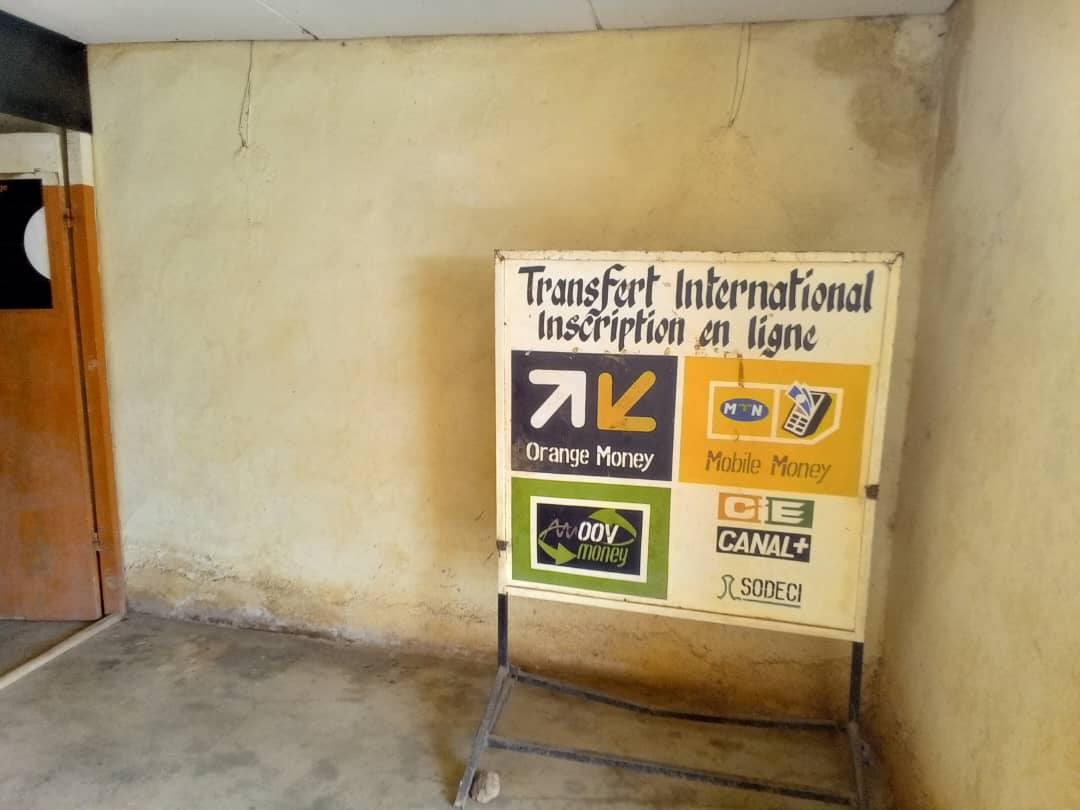 Transfert International
Inscription en ligne
Orange Money
MTN
Mobile Money
MOOV
money
CIE
CANAL+
SODECI